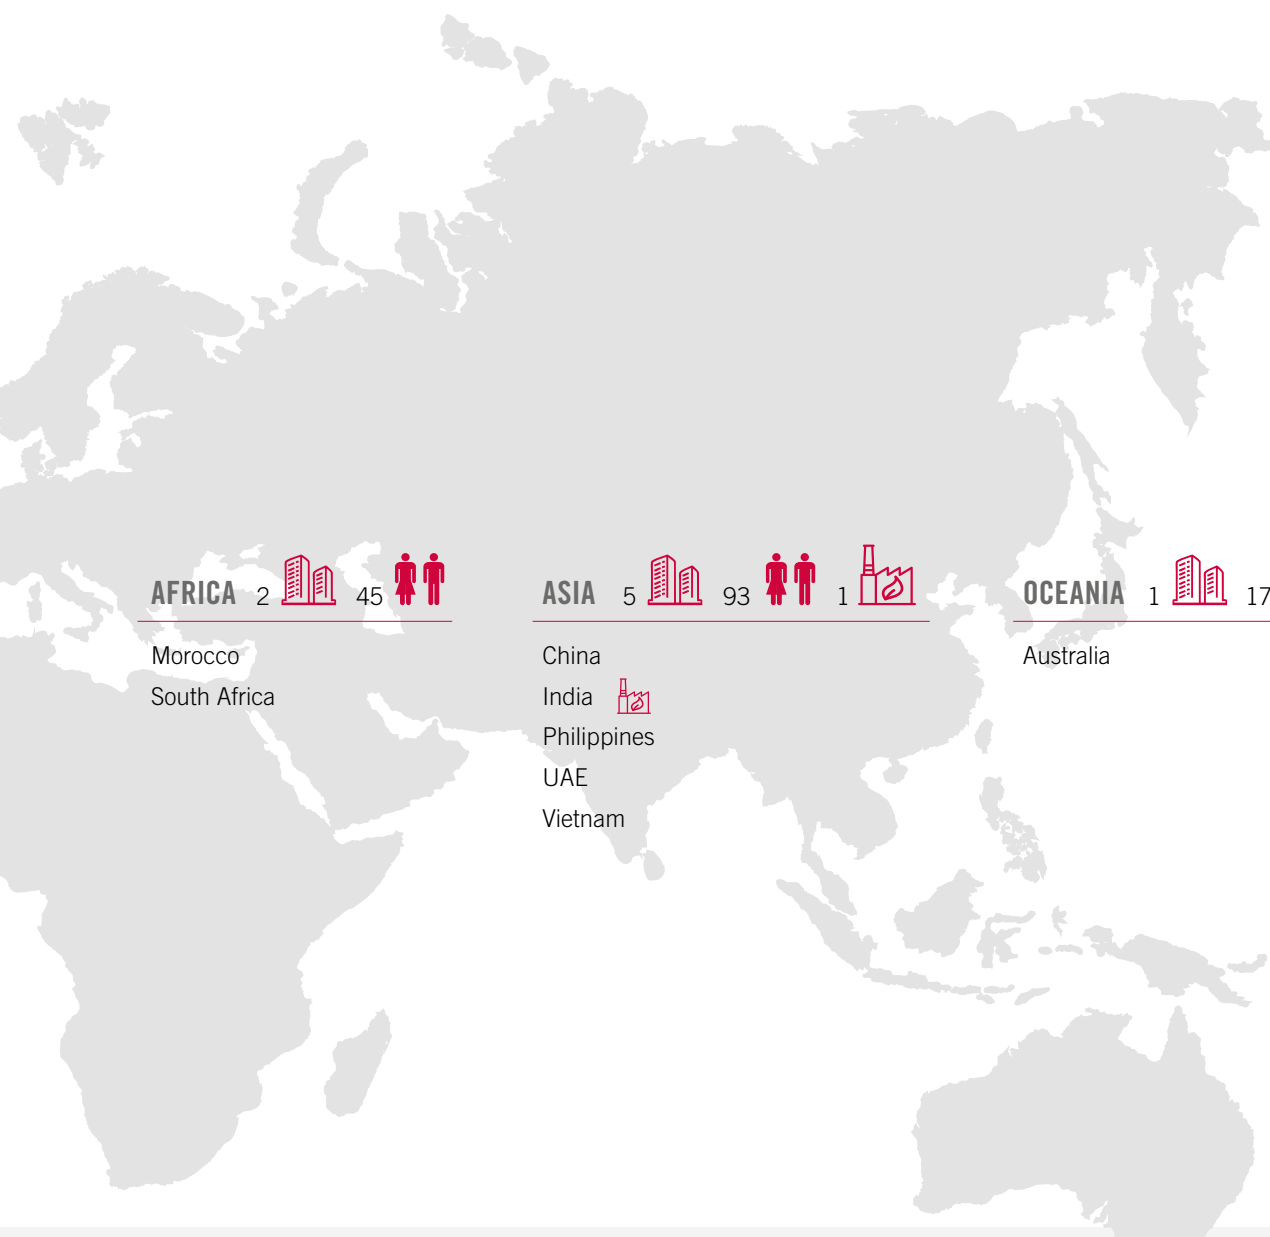 AFRICA 2 45
Morocco
South Africa
ASIA 5 93 1
China
India
Philippines
UAE
Vietnam
OCEANIA 1 17
Australia